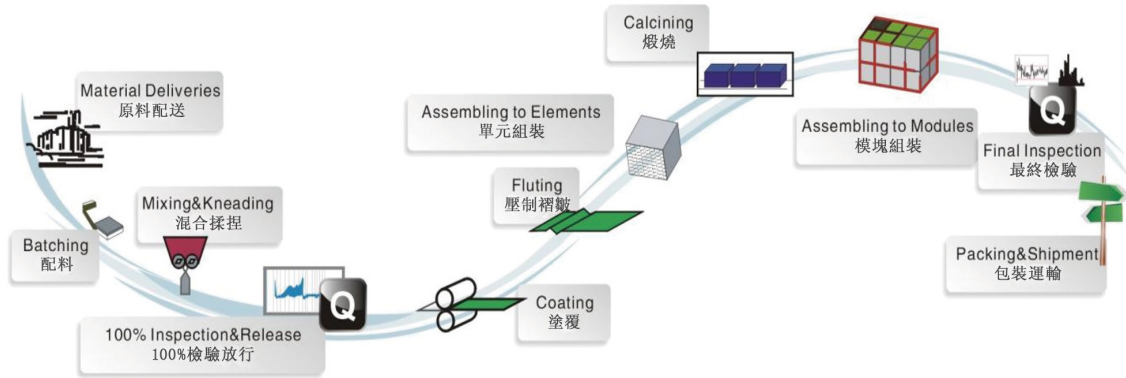 Material Deliveries
原料配送
Batching
配料
Mixing&Kneading
混合揉捏
100% Inspection&Release
100%檢驗放行
Q
Coating
塗覆
Fluting
壓制褶皺
Assembling to Elements
單元組裝
Calcining
煅燒
Assembling to Modules
模塊組裝
Q
Final Inspection
最終檢驗
Packing&Shipment
包裝運輸